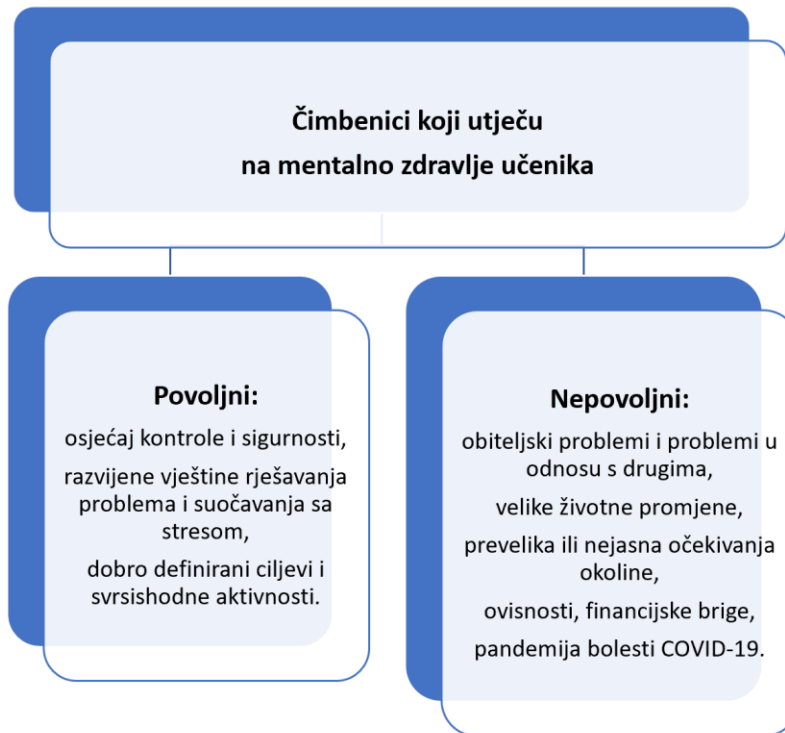 Čimbenici koji utječu
na mentalno zdravlje učenika
Povoljni:
osjećaj kontrole i sigurnosti,
razvijene vještine rješavanja
problema i suočavanja sa
stresom,
dobro definirani ciljevi i
svrsishodne aktivnosti.
Nepovoljni:
obiteljski problemi i problemi u
odnosu s drugima,
velike životne promjene,
prevelika ili nejasna očekivanja
okoline,
ovisnosti, financijske brige,
pandemija bolesti COVID-19.